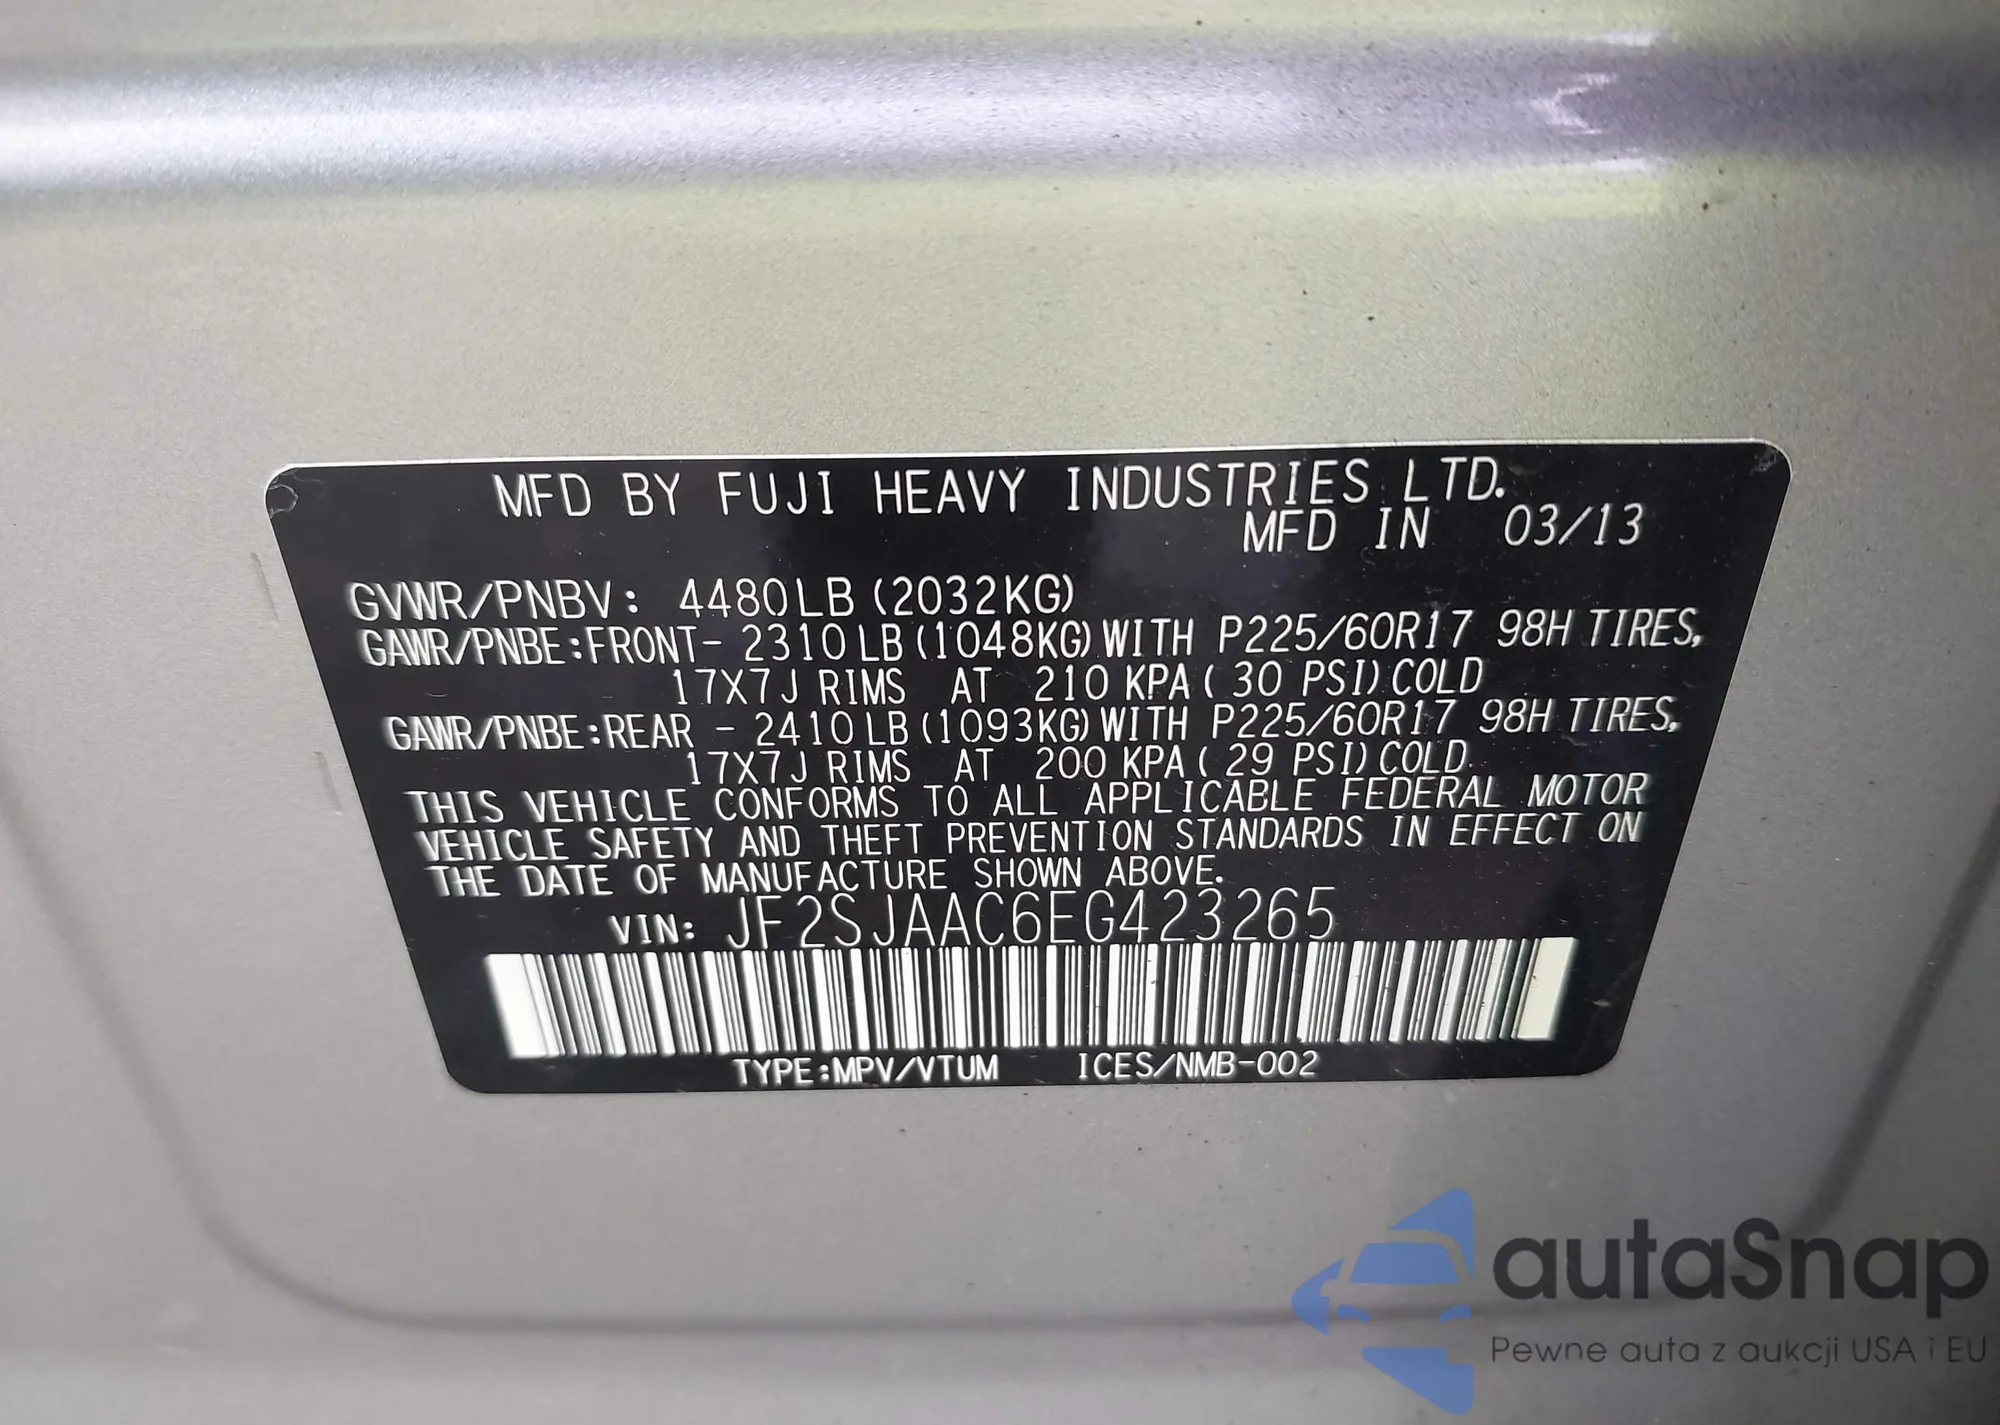 MFD BY FUJI HEAVY INDUSTRIES LTD.
MFD IN 03/13
GVWR/PNBV: 4480LB (2032KG)
GAWR/PNBE:FRONT- 2310LB (1048KG) WITH P225/60R17 98H TIRES,
17X7J RIMS AT 210 KPA ( 30 PSI) COLD
GAWR/PNBE:REAR - 2410LB (1093KG) WITH P225/60R17 98H TIRES,
17X7J RIMS AT 200 KPA ( 29 PSI) COLD.
THIS VEHICLE CONFORMS TO ALL APPLICABLE FEDERAL MOTOR
VEHICLE SAFETY AND THEFT PREVENTION STANDARDS IN EFFECT ON
THE DATE OF MANUFACTURE SHOWN ABOVE.
VIN: JF2SJAAC6EG423265
TYPE:MPV/VTUM ICES/NMB-002
autaSnap
Pewne auta z aukcji USA i EU